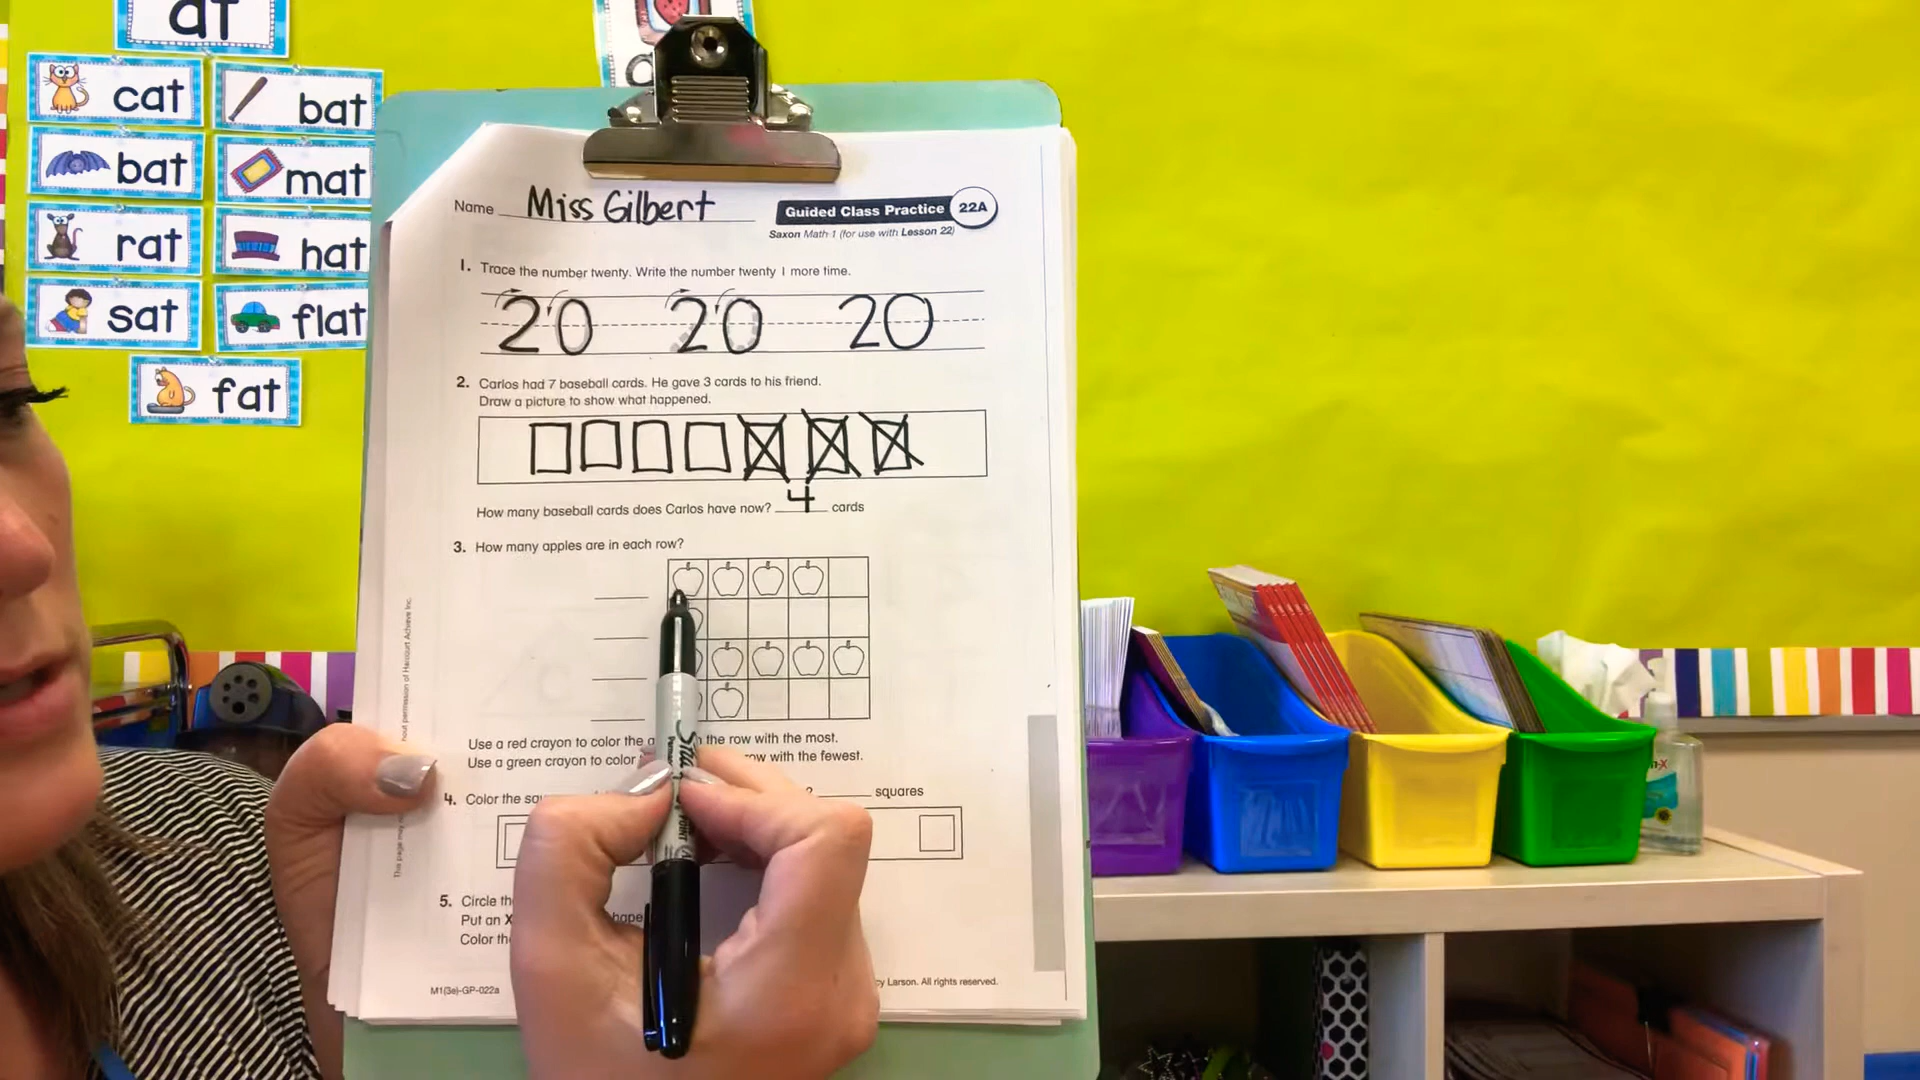 at
cat
bat
bat
mat
rat
hat
sat
flat
fat
Name Miss Gilbert
Guided Class Practice 22A
Saxon Math 1 (for use with Lesson 22)
1. Trace the number twenty. Write the number twenty 1 more time.
20 20 20
2. Carlos had 7 baseball cards. He gave 3 cards to his friend.
Draw a picture to show what happened.
How many baseball cards does Carlos have now? 4 cards
3. How many apples are in each row?
Use a red crayon to color the the row with the most.
Use a green crayon to color with the fewest.
4. Color the squares
5. Circle
Put an X
Color
M1(3e)-GP-022a
Larson. All rights reserved.